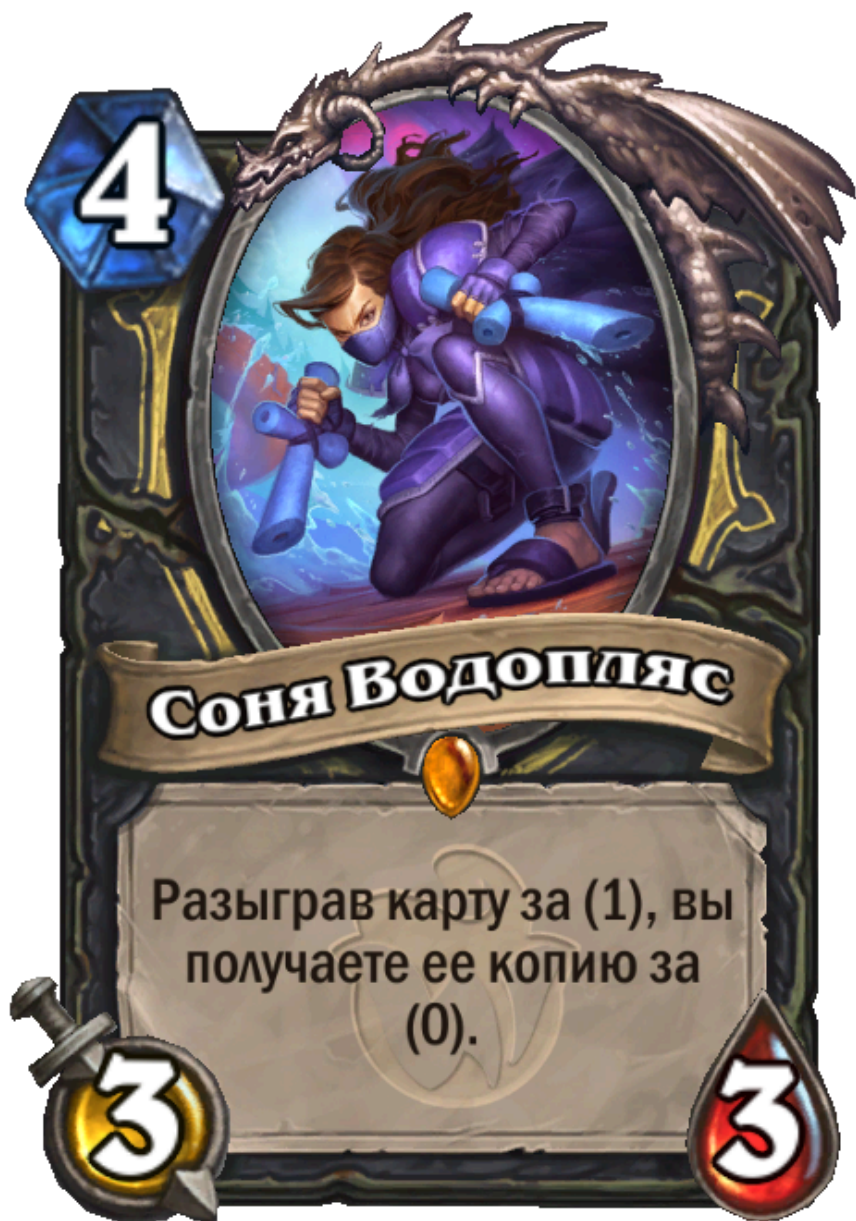 4
Соня Водопляс
Разыграв карту за (1), вы
получаете ее копию за
(0).
3
3